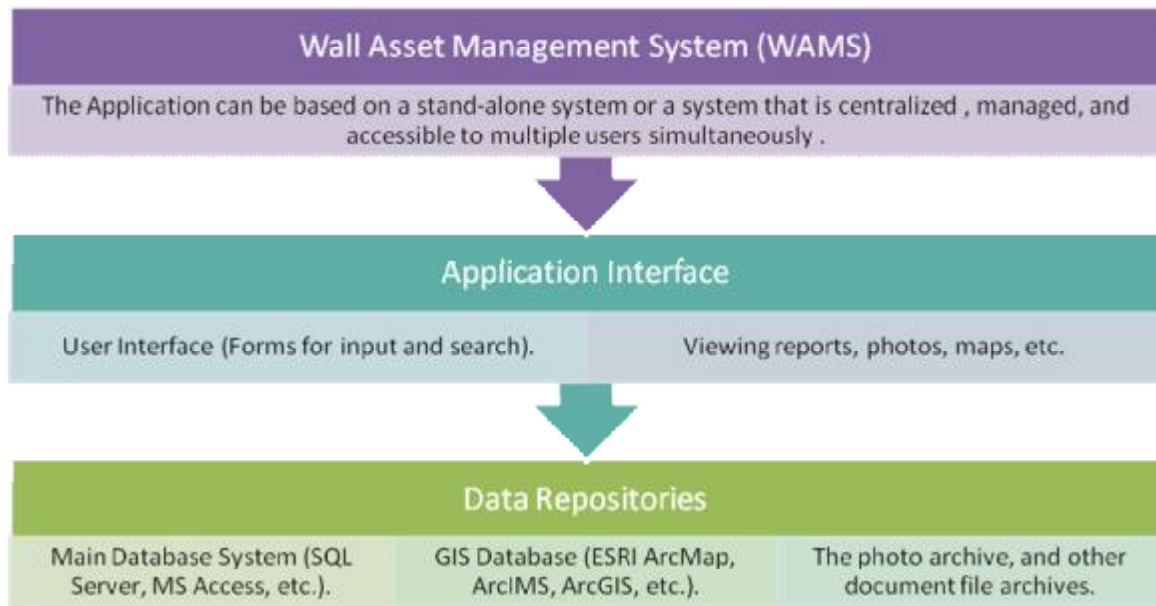 Wall Asset Management System (WAMS)
The Application can be based on a stand-alone system or a system that is centralized , managed, and
accessible to multiple users simultaneously .
Application Interface
User Interface (Forms for input and search).
Viewing reports, photos, maps, etc.
Data Repositories
Main Database System (SQL
Server, MS Access, etc.).
GIS Database (ESRI ArcMap,
ArcIMS, ArcGIS, etc.).
The photo archive, and other
document file archives.